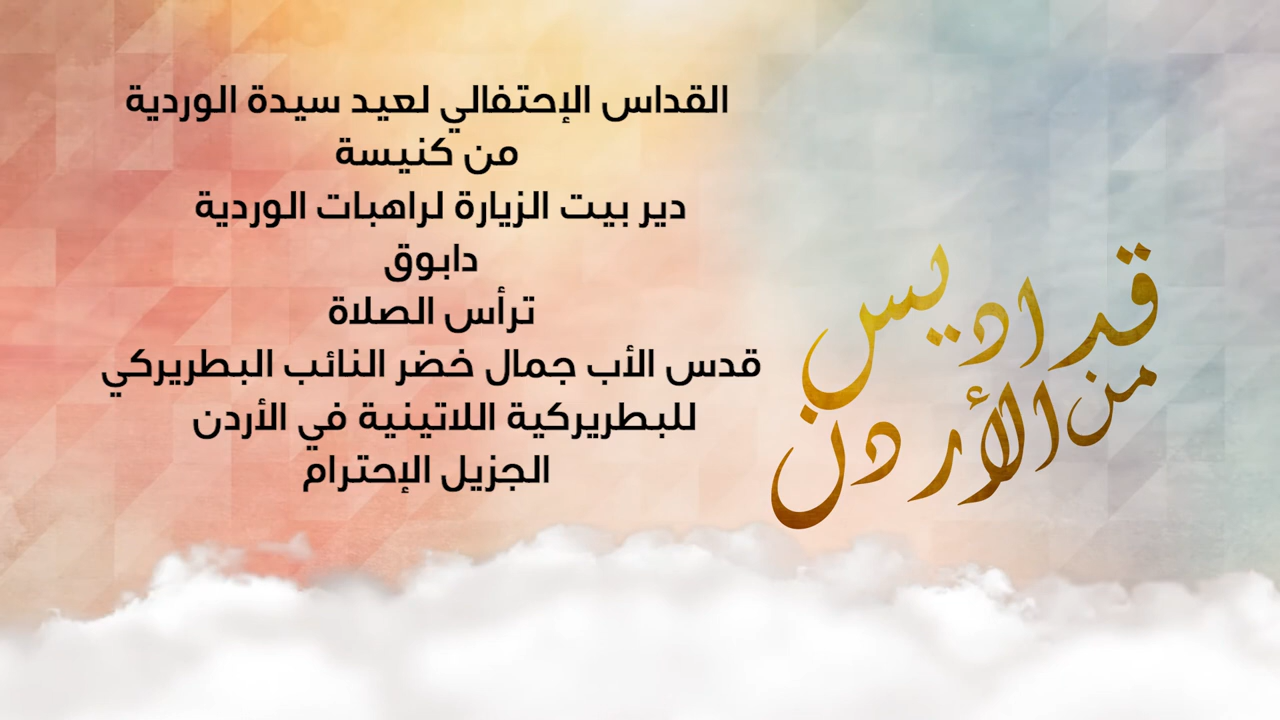 القداس الإحتفالي لعيد سيدة الوردية
من كنيسة
دير بيت الزيارة لراهبات الوردية
دابوق
ترأس الصلاة
قدس الأب جمال خضر النائب البطريركي
للبطريركية اللاتينية في الأردن
الجزيل الإحترام
قداديس
من الأردن